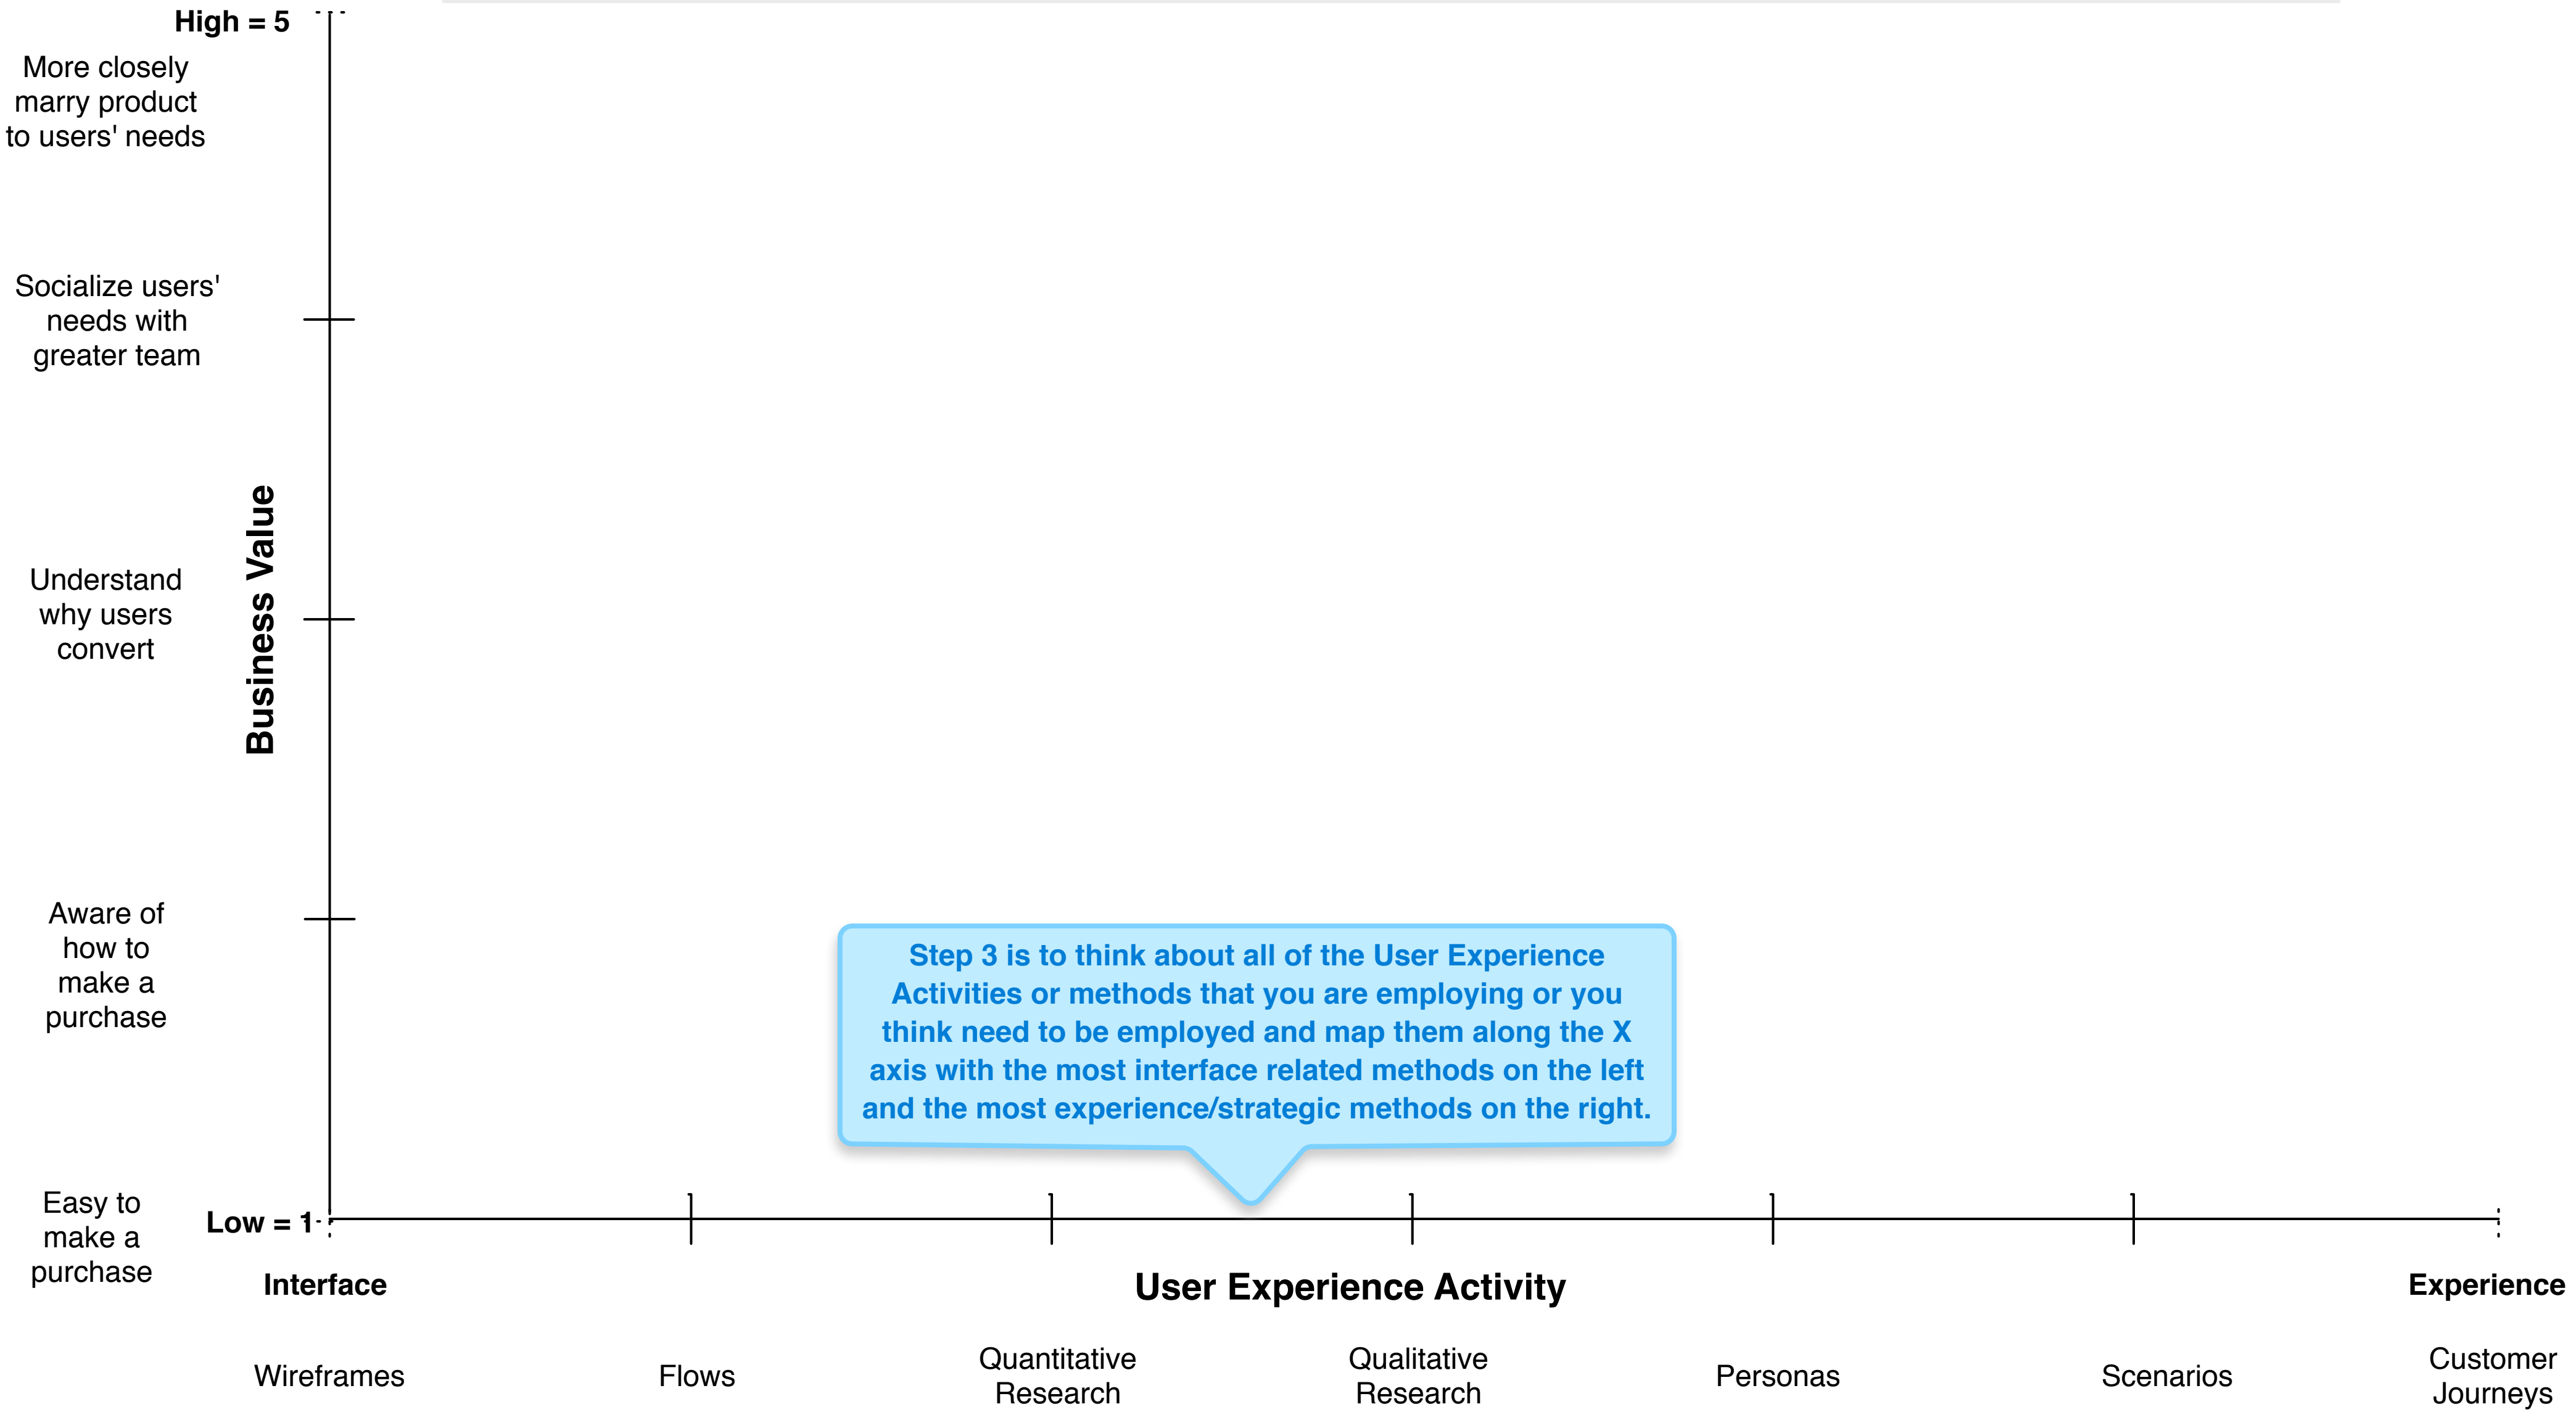 High = 5
More closely
marry product
to users' needs
Socialize users'
needs with
greater team
Business Value
Understand
why users
convert
Aware of
how to
make a
purchase
Step 3 is to think about all of the User Experience
Activities or methods that you are employing or you
think need to be employed and map them along the X
axis with the most interface related methods on the left
and the most experience/strategic methods on the right.
Easy to
make a
purchase
Low = 1
Interface
User Experience Activity
Experience
Wireframes
Flows
Quantitative
Research
Qualitative
Research
Personas
Scenarios
Customer
Journeys